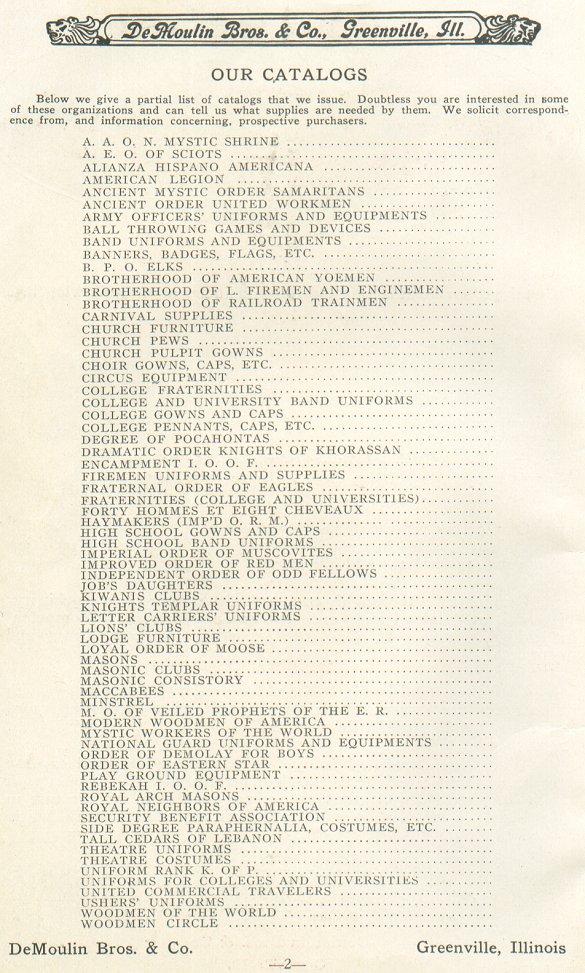 DeMoulin Bros. & Co., Greenville, Ill.
OUR CATALOGS
Below we give a partial list of catalogs that we issue. Doubtless you are interested in some
of these organizations and can tell us what supplies are needed by them. We solicit correspond-
ence from, and information concerning, prospective purchasers.
A. A. O. N. MYSTIC SHRINE
A. E. O. OF SCIOTS
ALIANZA HISPANO AMERICANA
AMERICAN LEGION
ANCIENT MYSTIC ORDER SAMARITANS
ANCIENT ORDER UNITED WORKMEN
ARMY OFFICERS' UNIFORMS AND EQUIPMENTS
BALL THROWING GAMES AND DEVICES
BAND UNIFORMS AND EQUIPMENTS
BANNERS, BADGES, FLAGS, ETC.
B. P. O. ELKS
BROTHERHOOD OF AMERICAN YOEMEN
BROTHERHOOD OF L. FIREMEN AND ENGINEMEN
BROTHERHOOD OF RAILROAD TRAINMEN
CARNIVAL SUPPLIES
CHURCH FURNITURE
CHURCH PEWS
CHURCH PULPIT GOWNS
CHOIR GOWNS, CAPS, ETC.
CIRCUS EQUIPMENT
COLLEGE FRATERNITIES
COLLEGE AND UNIVERSITY BAND UNIFORMS
COLLEGE GOWNS AND CAPS
COLLEGE PENNANTS, CAPS, ETC.
DEGREE OF POCAHONTAS
DRAMATIC ORDER KNIGHTS OF KHORASSAN
ENCAMPMENT I. O. O. F.
FIREMEN UNIFORMS AND SUPPLIES
FRATERNAL ORDER OF EAGLES
FRATERNITIES (COLLEGE AND UNIVERSITIES)
FORTY HOMMES ET EIGHT CHEVEAUX
HAYMAKERS (IMP'D O. R. M.)
HIGH SCHOOL GOWNS AND CAPS
HIGH SCHOOL BAND UNIFORMS
IMPERIAL ORDER OF MUSCOVITES
IMPROVED ORDER OF RED MEN
INDEPENDENT ORDER OF ODD FELLOWS
JOB'S DAUGHTERS
KIWANIS CLUBS
KNIGHTS TEMPLAR UNIFORMS
LETTER CARRIERS' UNIFORMS
LIONS' CLUBS
LODGE FURNITURE
LOYAL ORDER OF MOOSE
MASONS
MASONIC CLUBS
MASONIC CONSISTORY
MACCABEES
MINSTREL
M. O. OF VEILED PROPHETS OF THE E. R.
MODERN WOODMEN OF AMERICA
MYSTIC WORKERS OF THE WORLD
NATIONAL GUARD UNIFORMS AND EQUIPMENTS
ORDER OF DEMOLAY FOR BOYS
ORDER OF EASTERN STAR
PLAY GROUND EQUIPMENT
REBEKAH I. O. O. F.
ROYAL ARCH MASONS
ROYAL NEIGHBORS OF AMERICA
SECURITY BENEFIT ASSOCIATION
SIDE DEGREE PARAPHERNALIA, COSTUMES, ETC.
TALL CEDARS OF LEBANON
THEATRE UNIFORMS
THEATRE COSTUMES
UNIFORM RANK K. OF P.
UNIFORMS FOR COLLEGES AND UNIVERSITIES
UNITED COMMERCIAL TRAVELERS
USHERS' UNIFORMS
WOODMEN OF THE WORLD
WOODMEN CIRCLE
DeMoulin Bros. & Co. Greenville, Illinois
—2—